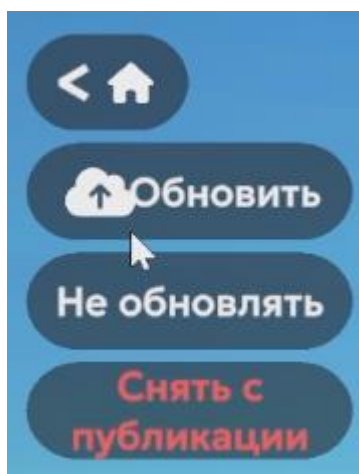 Обновить
Не обновлять
Снять с
публикации